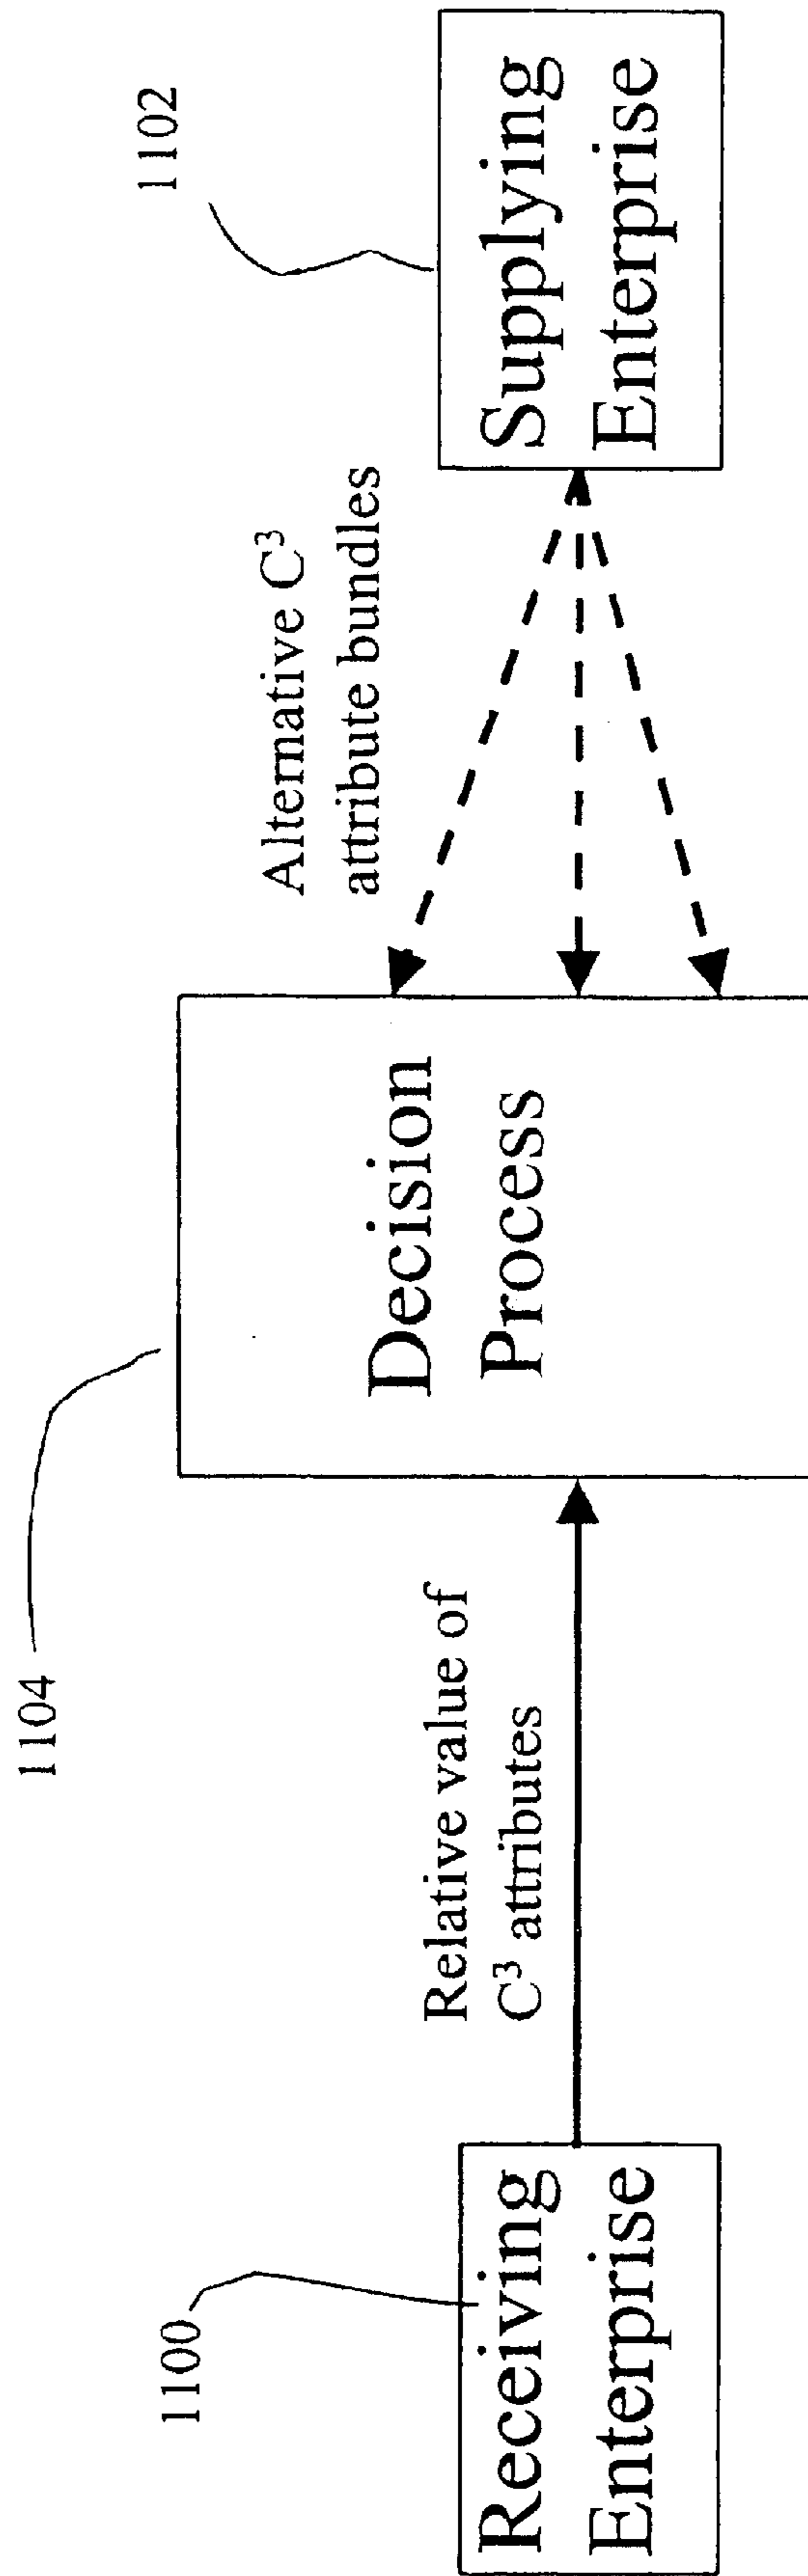 1104
1102
1100
Receiving
Enterprise
Relative value of
C³ attributes
Decision
Process
Alternative C³
attribute bundles
Supplying
Enterprise